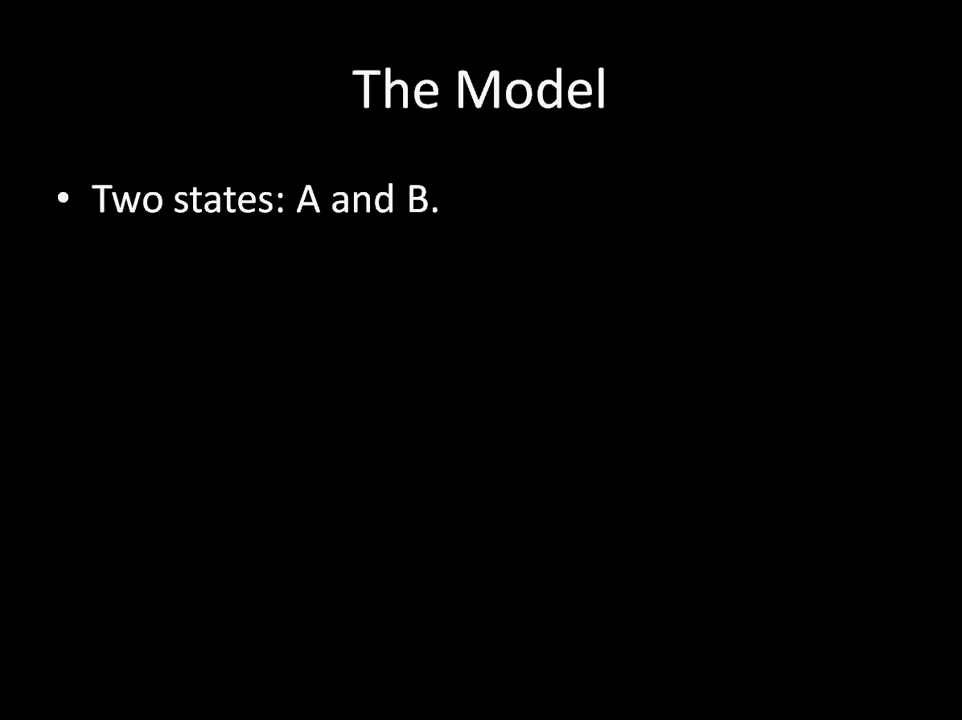 The Model
• Two states: A and B.